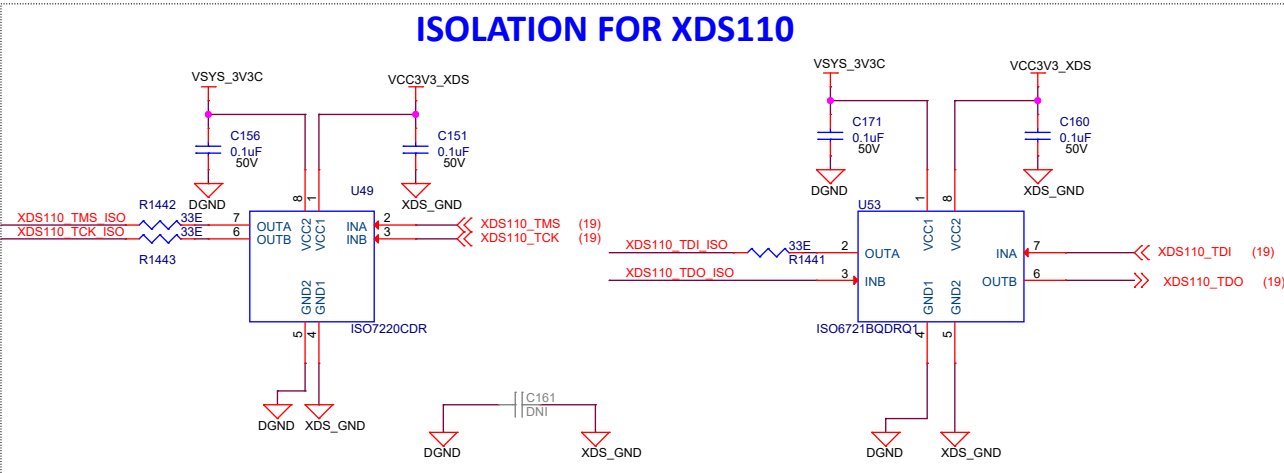 ISOLATION FOR XDS110
VSYS_3V3C
VCC3V3_XDS
C156
0.1uF
50V
C151
0.1uF
50V
DGND
XDS_GND
U49
8
1
VCC2
VCC1
XDS110_TMS_ISO
R1442
33E
7
OUTA
INA
2
XDS110_TMS
(19)
XDS110_TCK_ISO
33E
6
OUTB
INB
3
XDS110_TCK
(19)
R1443
GND2
GND1
5
4
ISO7220CDR
DGND
XDS_GND
C161
DNI
DGND
XDS_GND
VSYS_3V3C
VCC3V3_XDS
C171
0.1uF
50V
C160
0.1uF
50V
DGND
XDS_GND
U53
1
8
VCC1
VCC2
XDS110_TDI_ISO
33E
R1441
2
OUTA
INA
7
XDS110_TDI
(19)
XDS110_TDO_ISO
3
INB
OUTB
6
XDS110_TDO
(19)
GND1
GND2
ISO6721BQDRQ1
4
5
DGND
XDS_GND